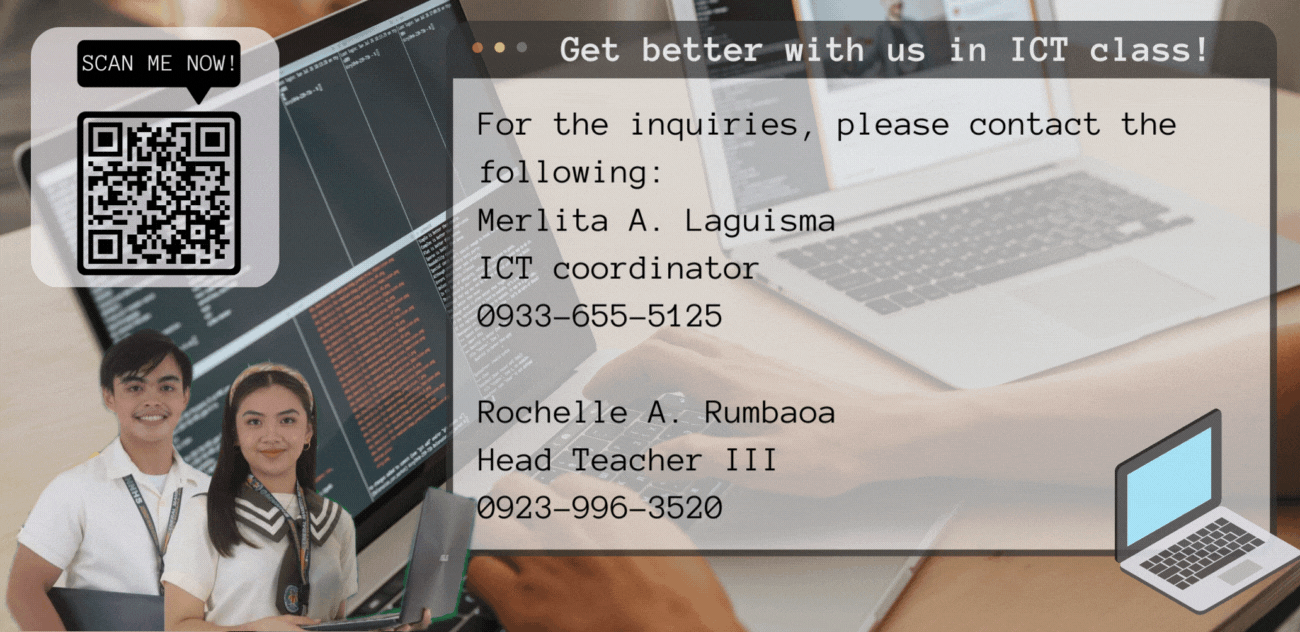 SCAN ME NOW!
Get better with us in ICT class!
For the inquiries, please contact the
following:
Merlita A. Laguisma
ICT coordinator
0933-655-5125
Rochelle A. Rumbaoa
Head Teacher III
0923-996-3520